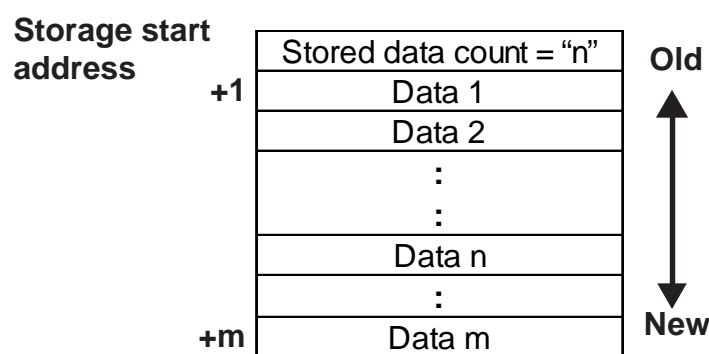 Storage start
address
Stored data count = “n”
Old
+1
Data 1
Data 2
:
:
Data n
:
New
+m
Data m